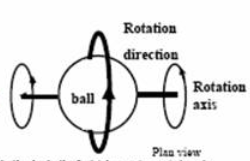 Rotation
direction
Rotation
axis
ball
Plan view